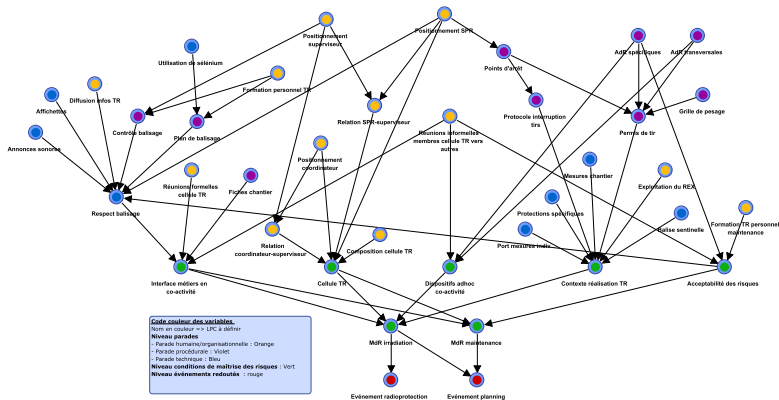 Positionnement
superviseur
Positionnement SPR
AdR spécifiques
AdR transversales
Utilisation de sélénium
Points d'arrêt
Diffusion infos TR
Formation personnel TR
Affichettes
Protocole interruption
tirs
Grille de pesage
Relation SPR-superviseur
Contrôle balisage
Plan de balisage
Réunions informelles
membres cellule TR vers
autres
Permis de tir
Annonces sonores
Positionnement
coordinateur
Mesures chantier
Réunions formelles
cellule TR
Fiches chantier
Exploitation du REX
Respect balisage
Protections spécifiques
Balise sentinelle
Formation TR personnel
maintenance
Relation
coordinateur-superviseur
Composition cellule TR
Port mesures indiv.
Interface métiers en
co-activité
Cellule TR
Dispositifs adhoc
co-activité
Contexte réalisation TR
Acceptabilité des risques
Code couleur des variables
Nom en couleur => LPC à définir
Niveau parades
- Parade humaine/organisationnelle : Orange
- Parade procédurale : Violet
- Parade technique : Bleu
Niveau conditions de maîtrise des risques : Vert
Niveau événements redoutés : rouge
MdR irradiation
MdR maintenance
Evénement radioprotection
Evénement planning